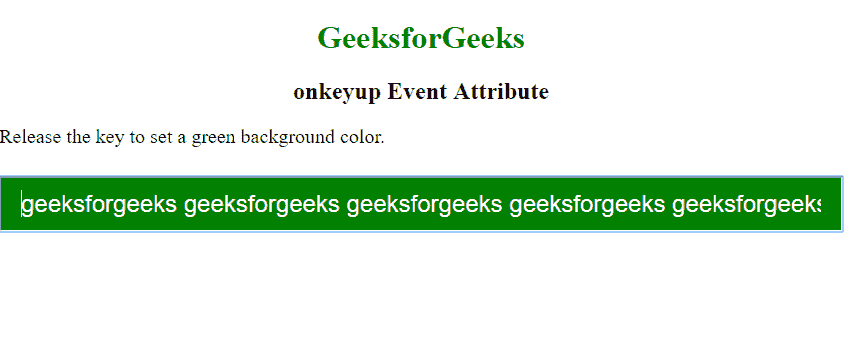 GeeksforGeeks
onkeyup Event Attribute
Release the key to set a green background color.
geeksforgeeks geeksforgeeks geeksforgeeks geeksforgeeks geeksforgeeks